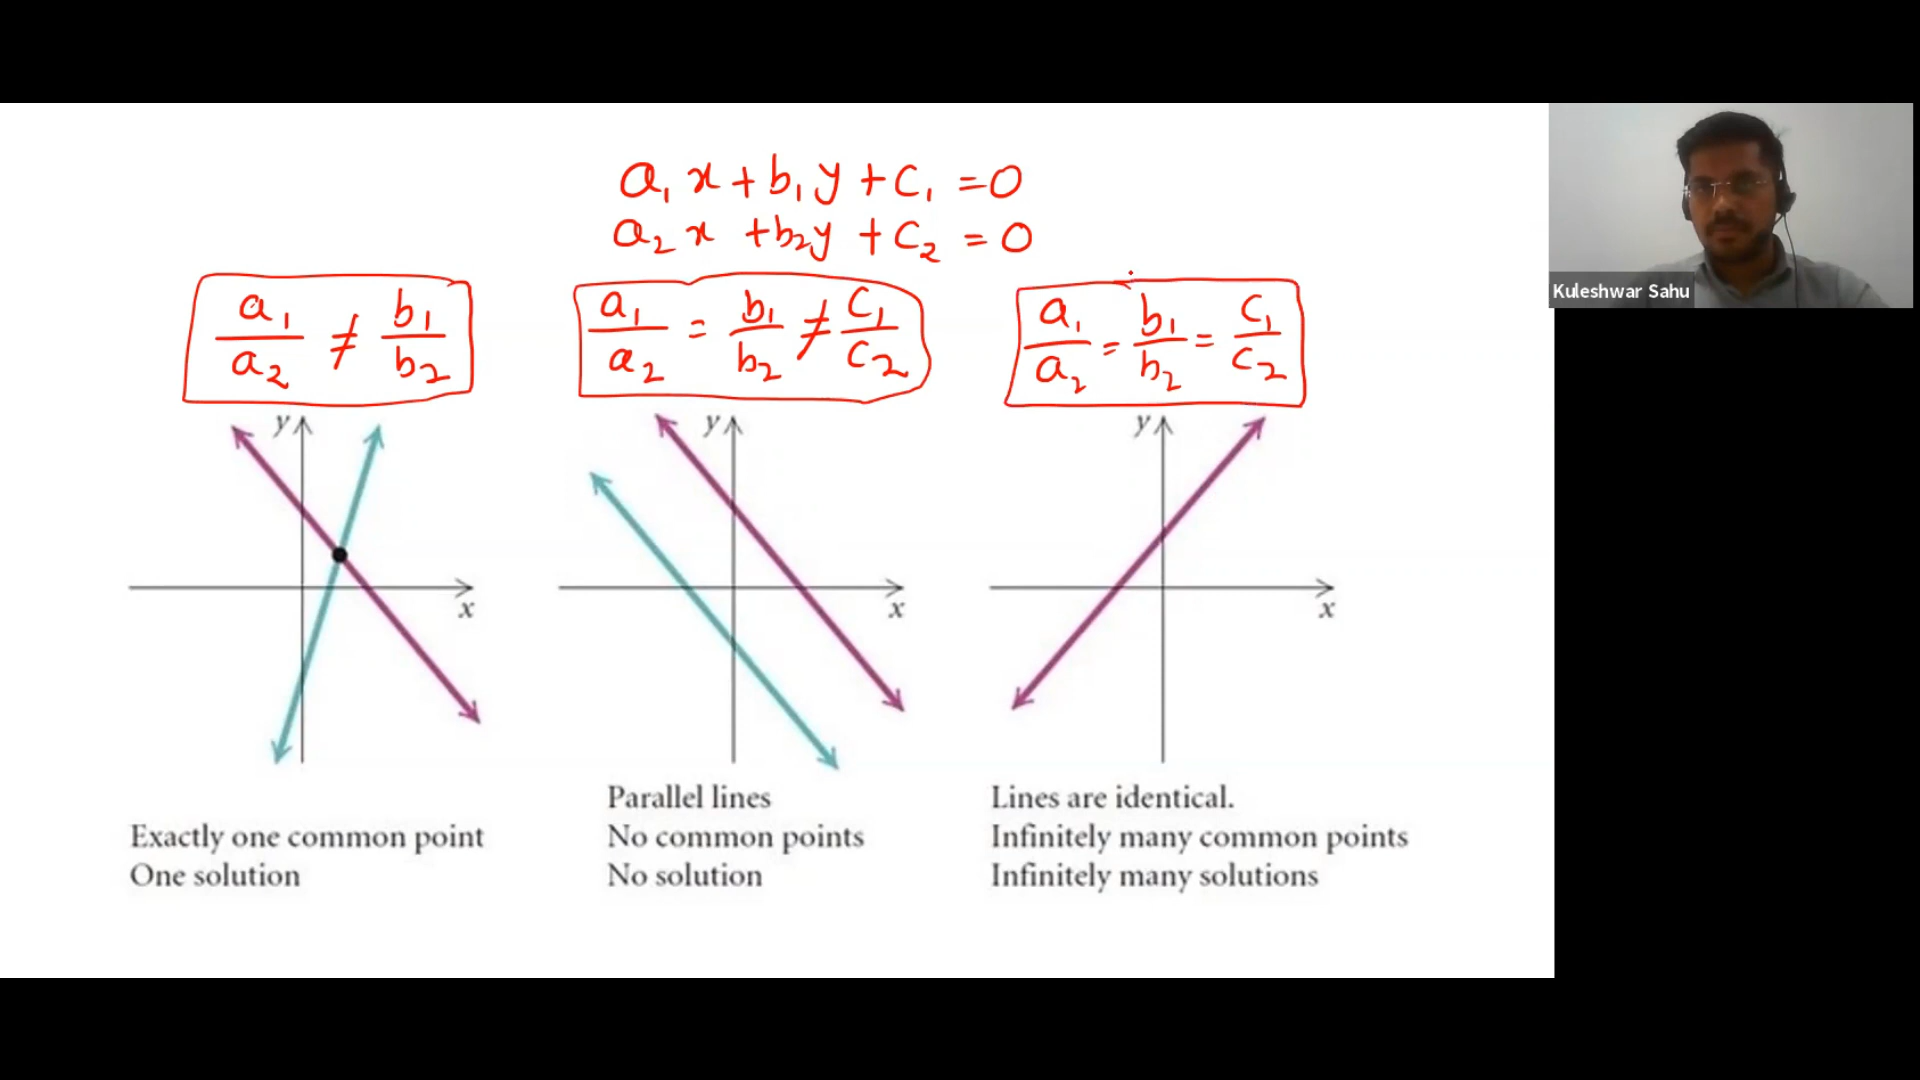 a₁x + b₁y + c₁ = 0
a₂x + b₂y + c₂ = 0
a₁/a₂ ≠ b₁/b₂
a₁/a₂ = b₁/b₂ ≠ c₁/c₂
a₁/a₂ = b₁/b₂ = c₁/c₂
Kuleshwar Sahu
y
x
y
x
y
x
Exactly one common point
One solution
Parallel lines
No common points
No solution
Lines are identical.
Infinitely many common points
Infinitely many solutions